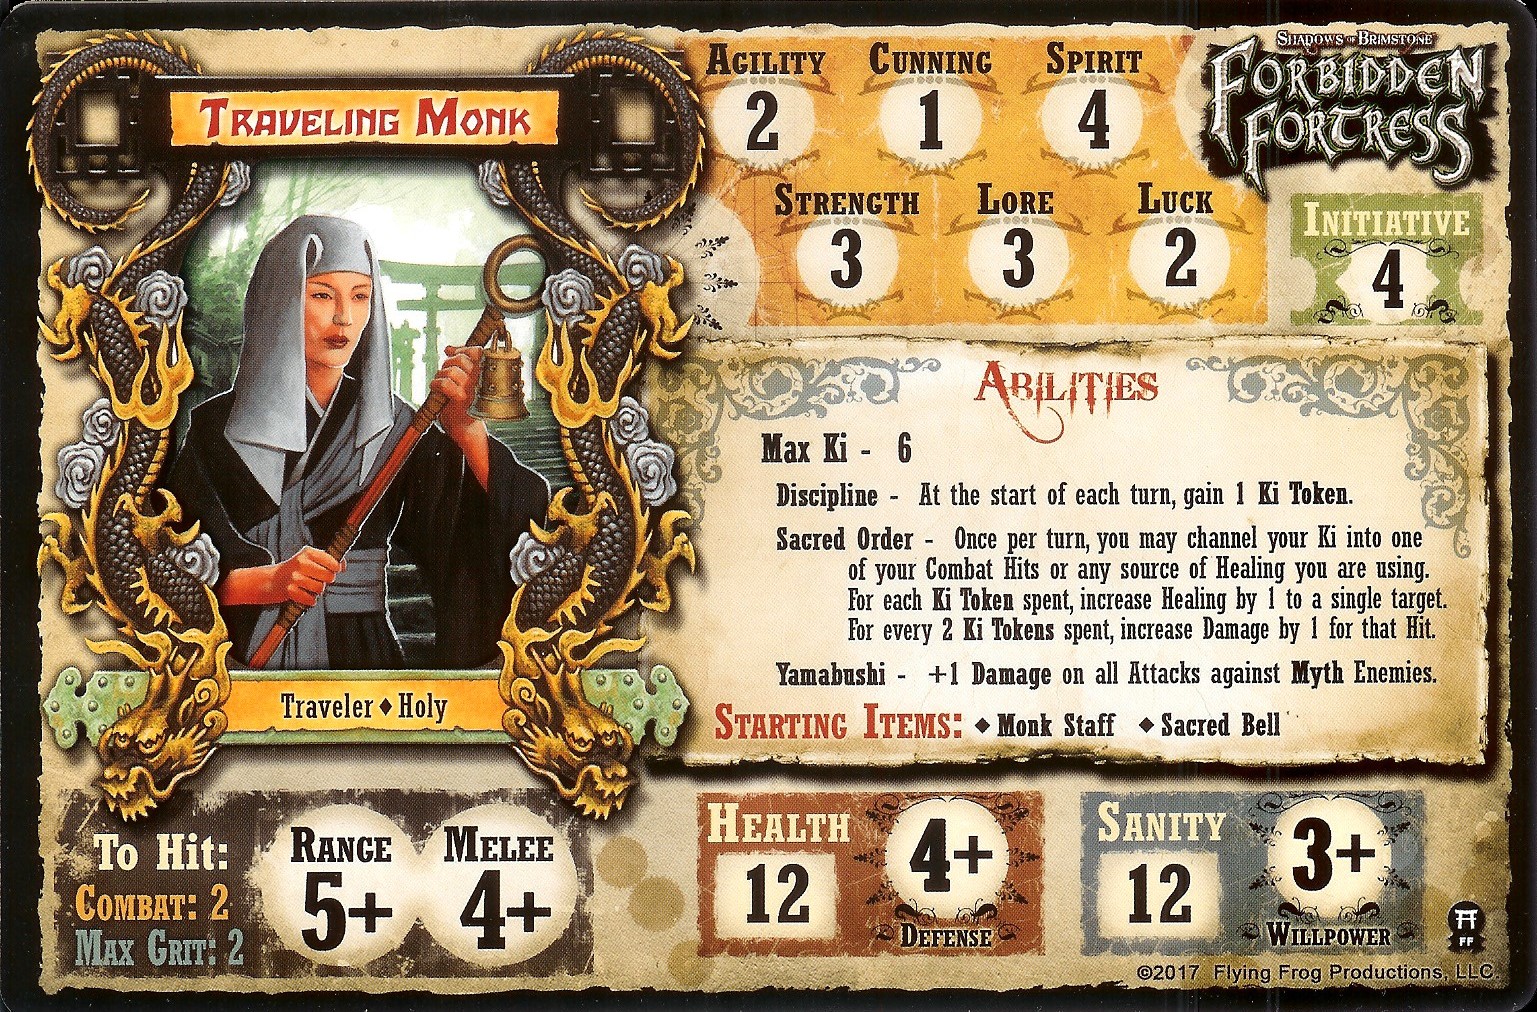 Traveling Monk
Traveler ♦ Holy
To Hit:
Combat: 2
Max Grit: 2
Range
5+
Melee
4+
Agility
2
Cunning
1
Spirit
4
Strength
3
Lore
3
Luck
2
Shadows of Brimstone
Forbidden
Fortress
Initiative
4
Abilities
Max Ki - 6
Discipline - At the start of each turn, gain 1 Ki Token.
Sacred Order - Once per turn, you may channel your Ki into one
of your Combat Hits or any source of Healing you are using.
For each Ki Token spent, increase Healing by 1 to a single target.
For every 2 Ki Tokens spent, increase Damage by 1 for that Hit.
Yamabushi - +1 Damage on all Attacks against Myth Enemies.
Starting Items: ♦ Monk Staff ♦ Sacred Bell
Health
12
4+
Defense
Sanity
12
3+
Willpower
FF
©2017 Flying Frog Productions, LLC.